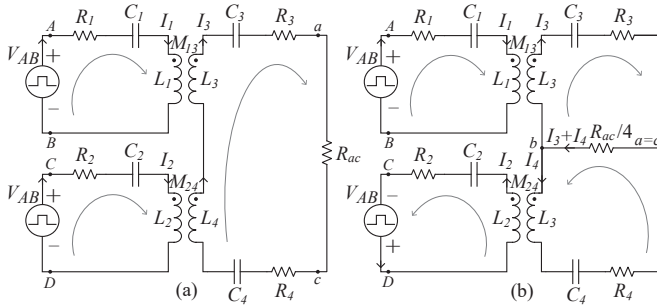 A R1 C1 I1 I3 C3 R3 a
VAB + − M13 L1 L3
B
C R2 C2 I2
VAB + − M24 L2 L4
Rac
D (a) C4 R4 c
A R1 C1 I1 I3 C3 R3
VAB + − M13 L1 L3
B b I3+I4 Rac/4 a=c
C R2 C2 I2 I4
VAB − + M24 L2 L3
D (b) C4 R4